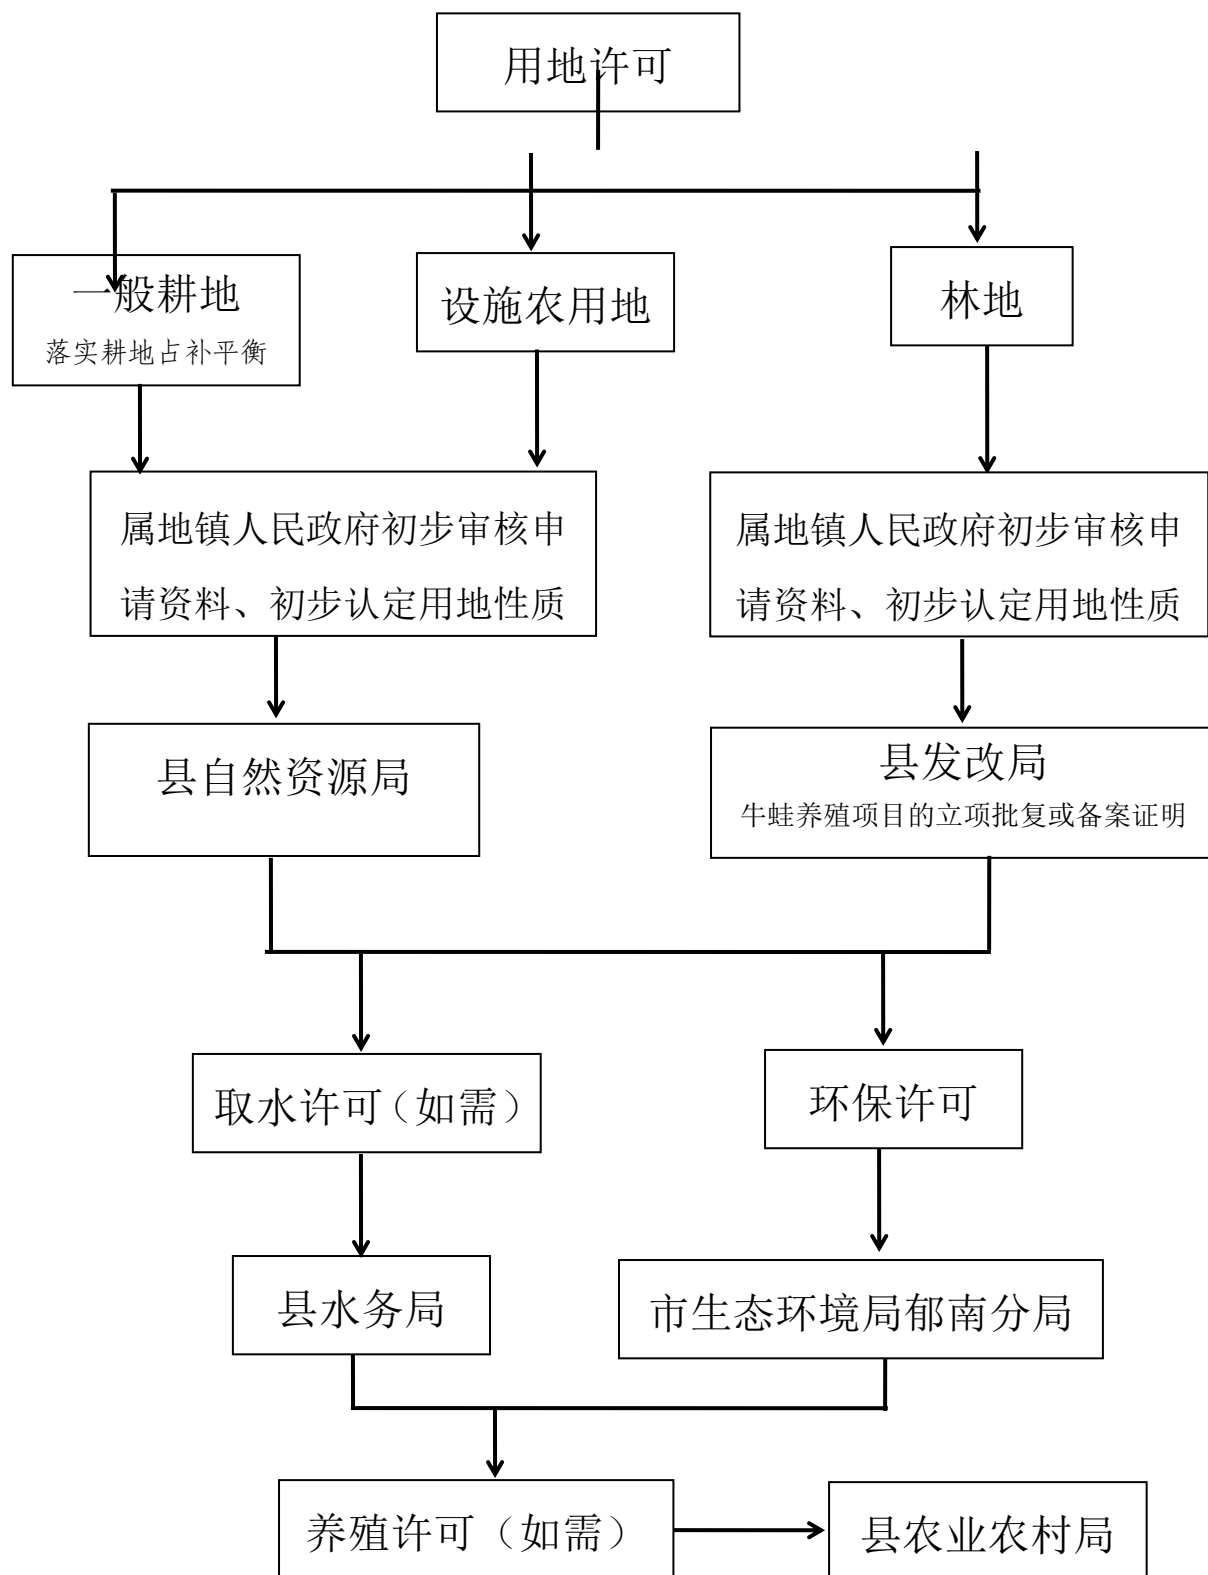 用地许可
一般耕地
落实耕地占补平衡
设施农用地
林地
属地镇人民政府初步审核申
请资料、初步认定用地性质
属地镇人民政府初步审核申
请资料、初步认定用地性质
县自然资源局
县发改局
牛蛙养殖项目的立项批复或备案证明
取水许可（如需）
环保许可
县水务局
市生态环境局郁南分局
养殖许可（如需）
县农业农村局